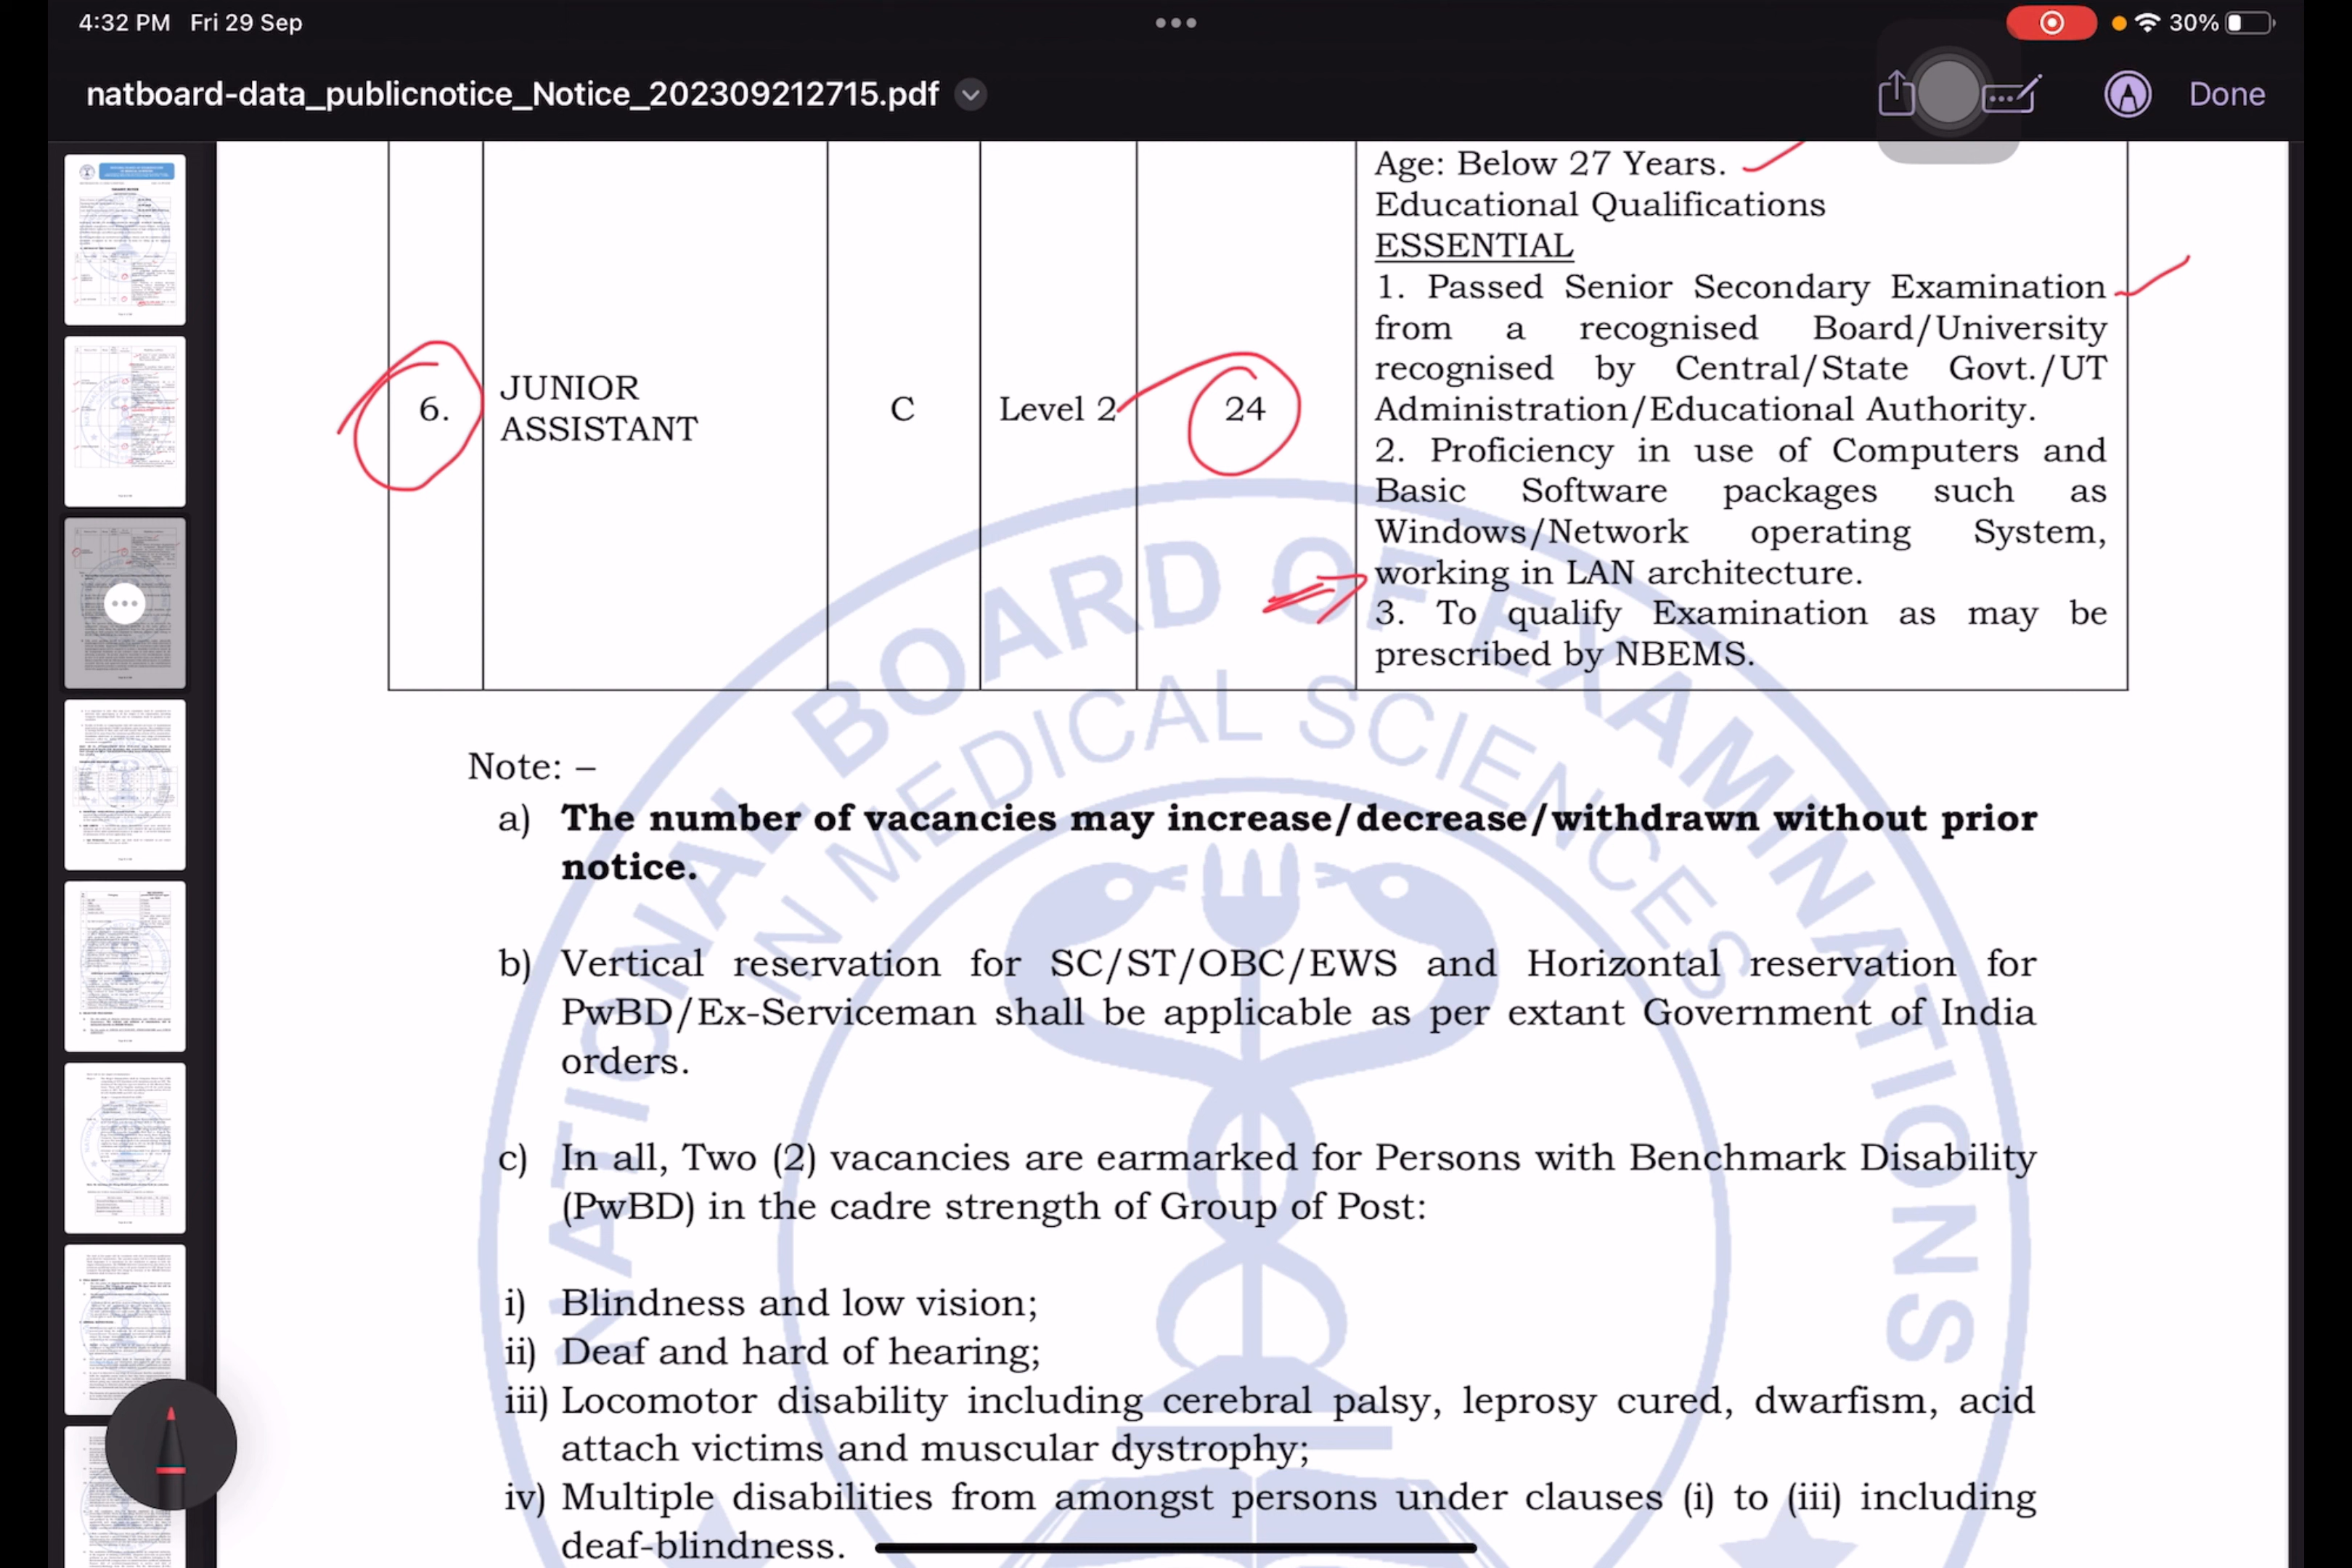 4:32 PM Fri 29 Sep
30%
natboard-data_publicnotice_Notice_202309212715.pdf
Done
Age: Below 27 Years.
Educational Qualifications
ESSENTIAL
1. Passed Senior Secondary Examination
from a recognised Board/University
recognised by Central/State Govt./UT
Administration/Educational Authority.
2. Proficiency in use of Computers and
Basic Software packages such as
Windows/Network operating System,
working in LAN architecture.
3. To qualify Examination as may be
prescribed by NBEMS.
6.
JUNIOR
ASSISTANT
C
Level 2
24
Note: –
a) The number of vacancies may increase/decrease/withdrawn without prior
notice.
b) Vertical reservation for SC/ST/OBC/EWS and Horizontal reservation for
PwBD/Ex-Serviceman shall be applicable as per extant Government of India
orders.
c) In all, Two (2) vacancies are earmarked for Persons with Benchmark Disability
(PwBD) in the cadre strength of Group of Post:
i) Blindness and low vision;
ii) Deaf and hard of hearing;
iii) Locomotor disability including cerebral palsy, leprosy cured, dwarfism, acid
attach victims and muscular dystrophy;
iv) Multiple disabilities from amongst persons under clauses (i) to (iii) including
deaf-blindness.
NATIONAL BOARD OF EXAMINATIONS
IN MEDICAL SCIENCES